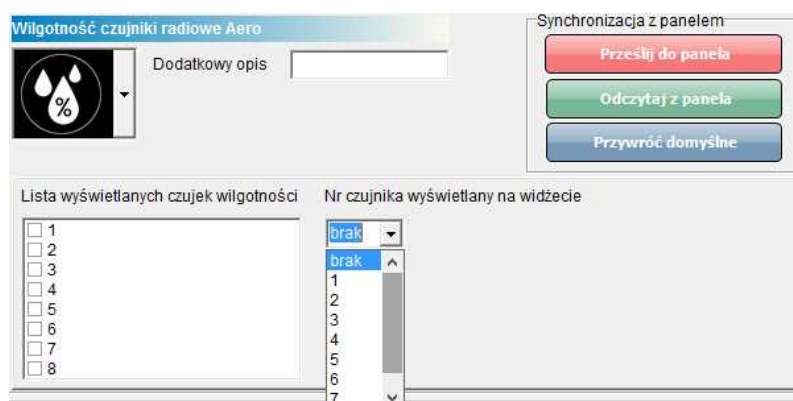 Wilgotność czujniki radiowe Aero
Dodatkowy opis
%
Synchronizacja z panelem
Prześlij do panela
Odczytaj z panela
Przywróć domyślne
Lista wyświetlanych czujek wilgotności
1
2
3
4
5
6
7
8
Nr czujnika wyświetlany na widżecie
brak
brak
1
2
3
4
5
6
7